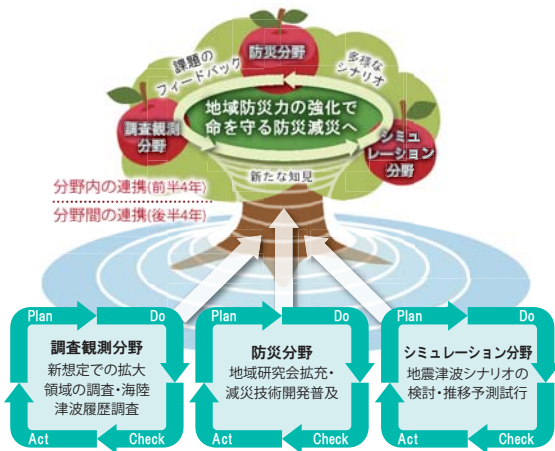 防災分野
課題の
フィードバック
多様な
シナリオ
地域防災力の強化で
命を守る防災減災へ
調査観測
分野
シミュ
レーション
分野
新たな知見
分野内の連携(前半4年)
分野間の連携(後半4年)
Plan Do
調査観測分野
新想定での拡大
領域の調査・海陸
津波履歴調査
Act Check
Plan Do
防災分野
地域研究会拡充・
減災技術開発普及
Act Check
Plan Do
シミュレーション分野
地震津波シナリオの
検討・推移予測試行
Act Check